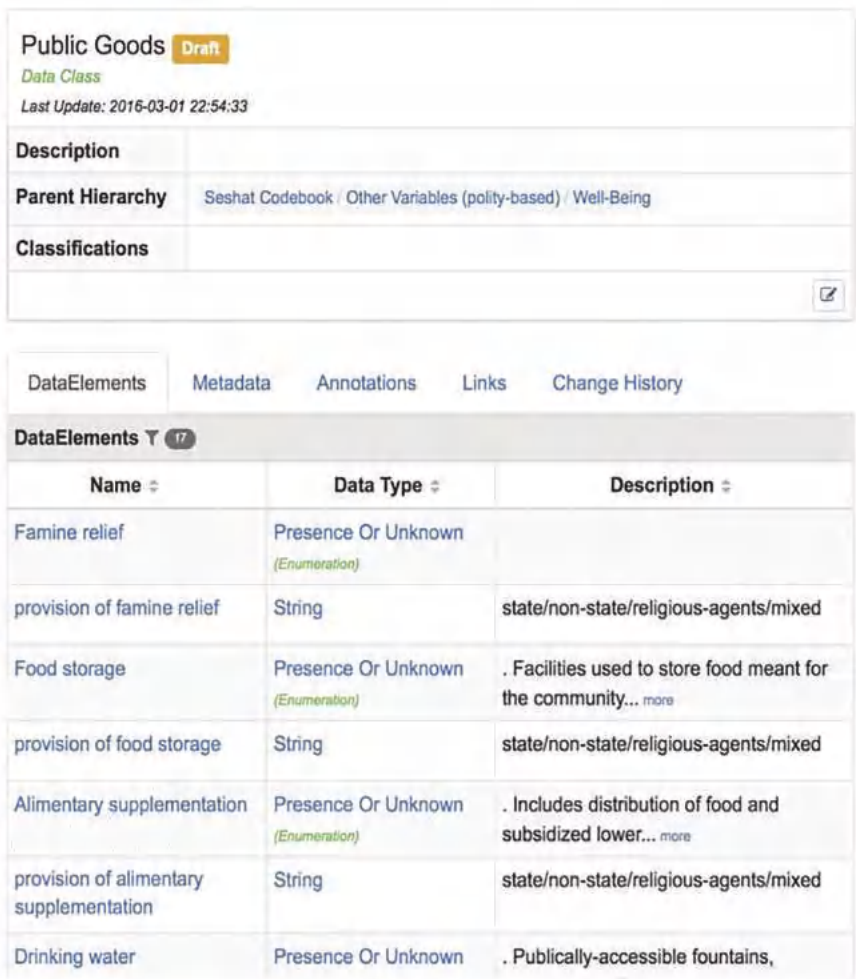 Public Goods Draft
Data Class
Last Update: 2016-03-01 22:54:33
Description
Parent Hierarchy Seshat Codebook / Other Variables (polity-based) / Well-Being
Classifications
DataElements Metadata Annotations Links Change History
DataElements 17
Name Data Type Description
Famine relief Presence Or Unknown
(Enumeration)
provision of famine relief String state/non-state/religious-agents/mixed
Food storage Presence Or Unknown . Facilities used to store food meant for
(Enumeration) the community... more
provision of food storage String state/non-state/religious-agents/mixed
Alimentary supplementation Presence Or Unknown . Includes distribution of food and
(Enumeration) subsidized lower... more
provision of alimentary String state/non-state/religious-agents/mixed
supplementation
Drinking water Presence Or Unknown . Publically-accessible fountains,